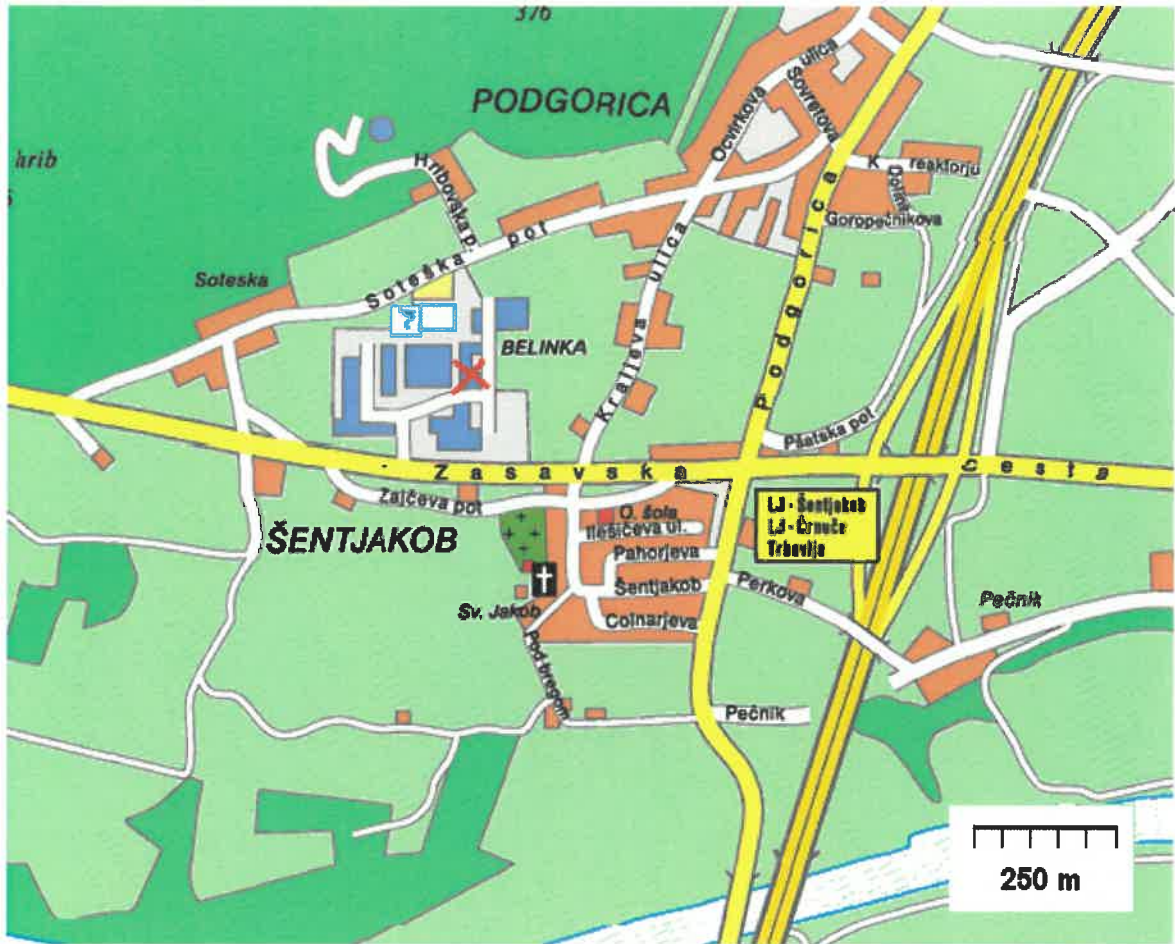 376
PODGORICA
Ocvirkova ulica
Sovretova
hrib
Hribovska p.
K reaktorju
Dolina
Goropečnikova
podgorica
Soteška pot
Soteska
BELINKA
Kraljeva ulica
Pšatska pot
Zasavska cesta
Zajčeva pot
ŠENTJAKOB
O. šola
Ilešičeva ul.
LJ - Šentjakob
LJ - Črnuče
Trbovlje
Pahorjeva
Šentjakob
Perkova
Pečnik
Sv. Jakob
Colnarjeva
Pod bregom
Pečnik
250 m